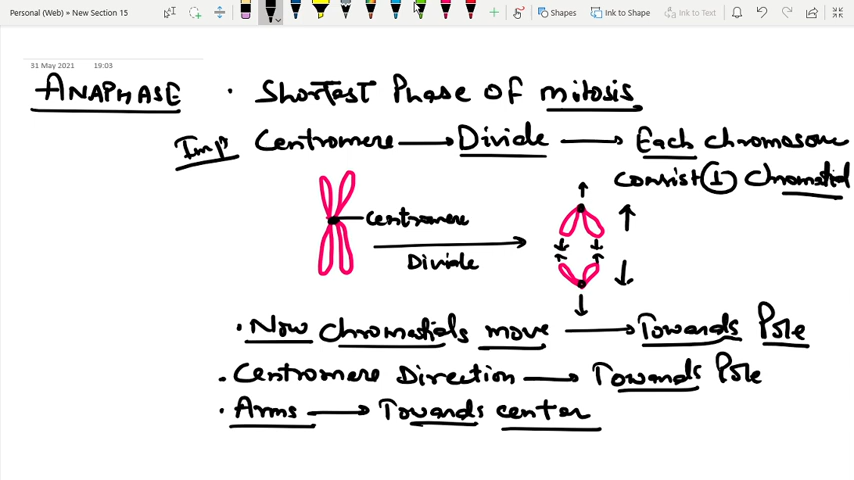 Personal (Web) » New Section 15
Shapes
Ink to Shape
Ink to Text
31 May 2021 19:03
ANAPHASE · Shortest Phase of mitosis
Imp Centromere → Divide → Each chromosome
consist 1 chromatid
centromere
Divide
· Now chromatids move → Towards Pole
· Centromere Direction → Towards Pole
· Arms → Towards center